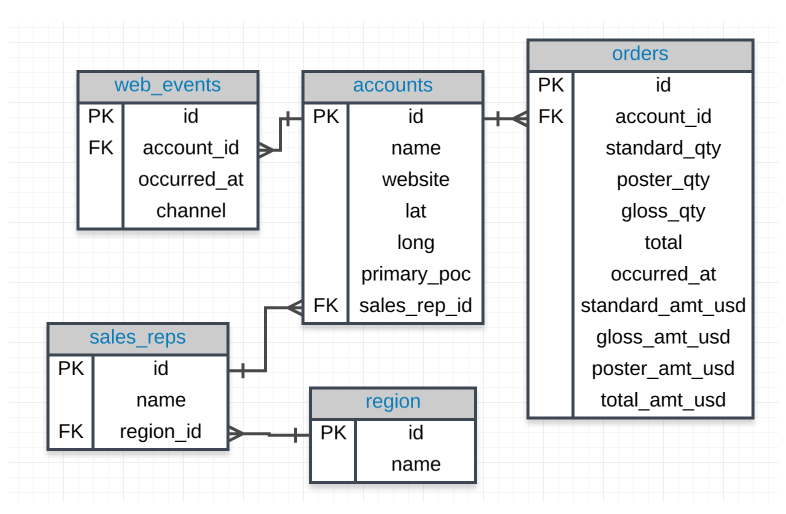 web_events
PK id
FK account_id
occurred_at
channel
accounts
PK id
name
website
lat
long
primary_poc
FK sales_rep_id
orders
PK id
FK account_id
standard_qty
poster_qty
gloss_qty
total
occurred_at
standard_amt_usd
gloss_amt_usd
poster_amt_usd
total_amt_usd
sales_reps
PK id
name
FK region_id
region
PK id
name